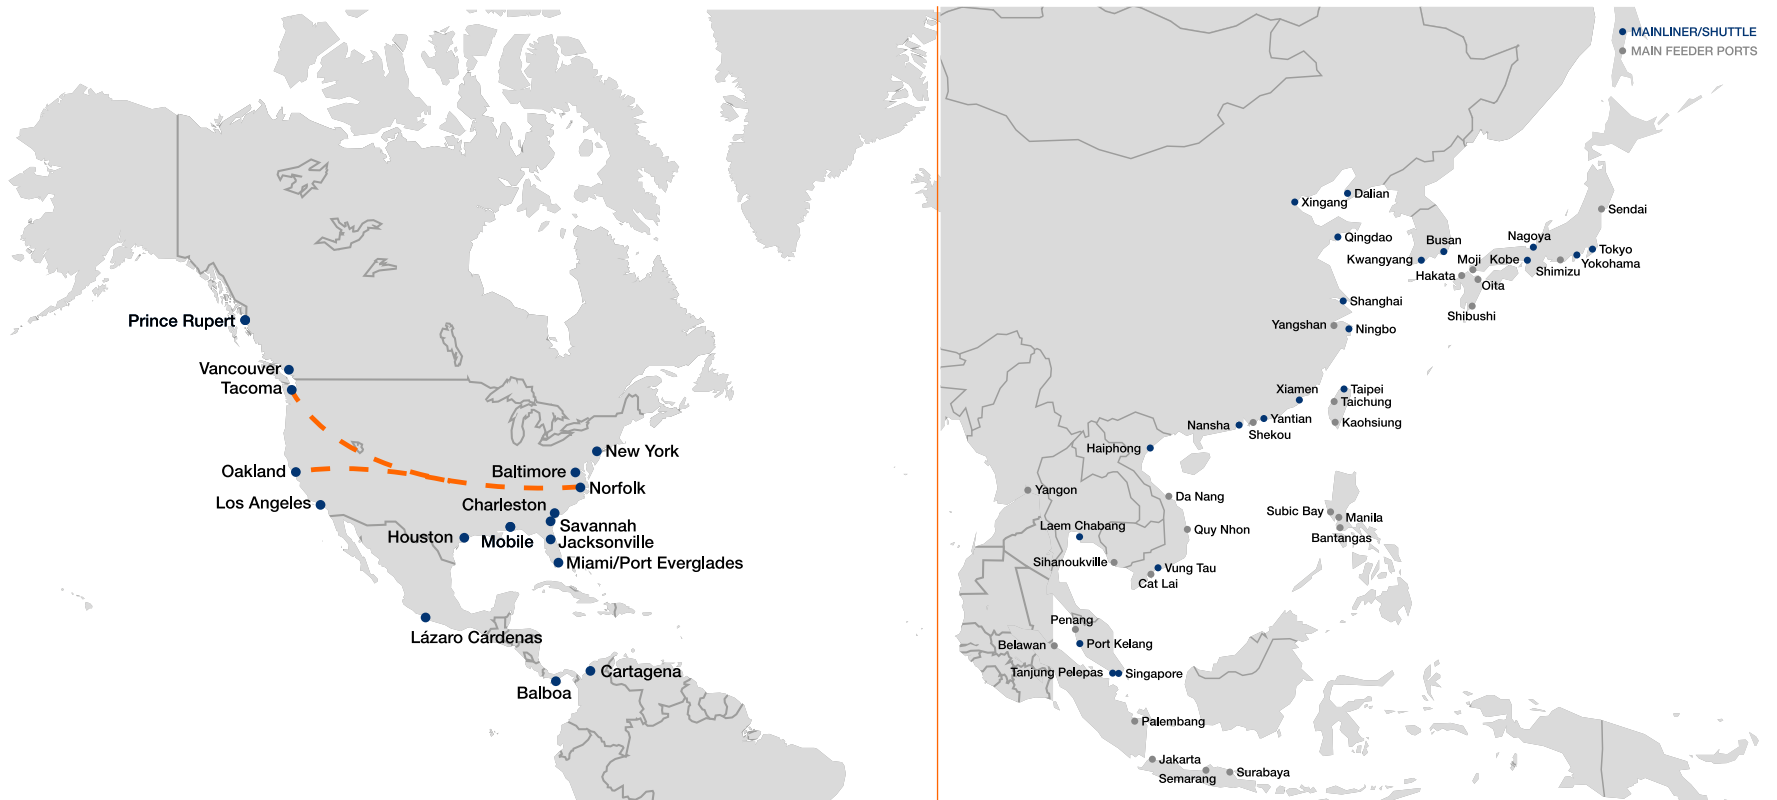 MAINLINER/SHUTTLE
MAIN FEEDER PORTS
Prince Rupert
Vancouver
Tacoma
Oakland
Los Angeles
New York
Baltimore
Norfolk
Charleston
Savannah
Houston
Mobile
Jacksonville
Miami/Port Everglades
Lázaro Cárdenas
Cartagena
Balboa
Dalian
Xingang
Sendai
Qingdao
Busan
Nagoya
Tokyo
Kwangyang
Moji
Kobe
Yokohama
Hakata
Shimizu
Oita
Shanghai
Shibushi
Yangshan
Ningbo
Xiamen
Taipei
Taichung
Nansha
Yantian
Kaohsiung
Shekou
Haiphong
Yangon
Da Nang
Subic Bay
Manila
Laem Chabang
Quy Nhon
Bantangas
Sihanoukville
Vung Tau
Cat Lai
Penang
Belawan
Port Kelang
Tanjung Pelepas
Singapore
Palembang
Jakarta
Semarang
Surabaya